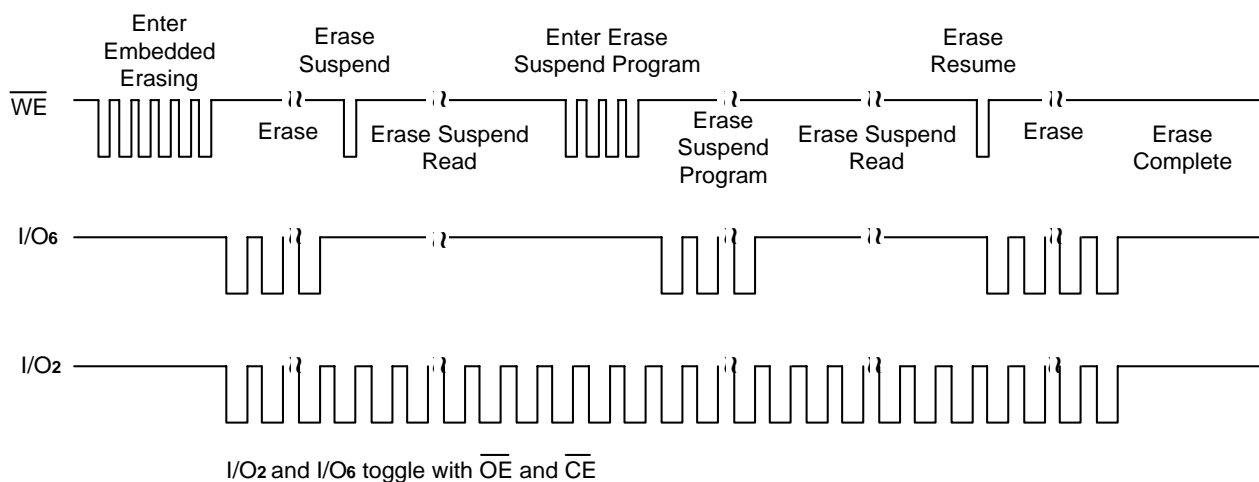 Enter
Embedded
Erasing
Erase
Suspend
Enter Erase
Suspend Program
Erase
Resume
WE
Erase
Erase Suspend
Read
Erase
Suspend
Program
Erase Suspend
Read
Erase
Erase
Complete
I/O6
I/O2
I/O2 and I/O6 toggle with OE and CE